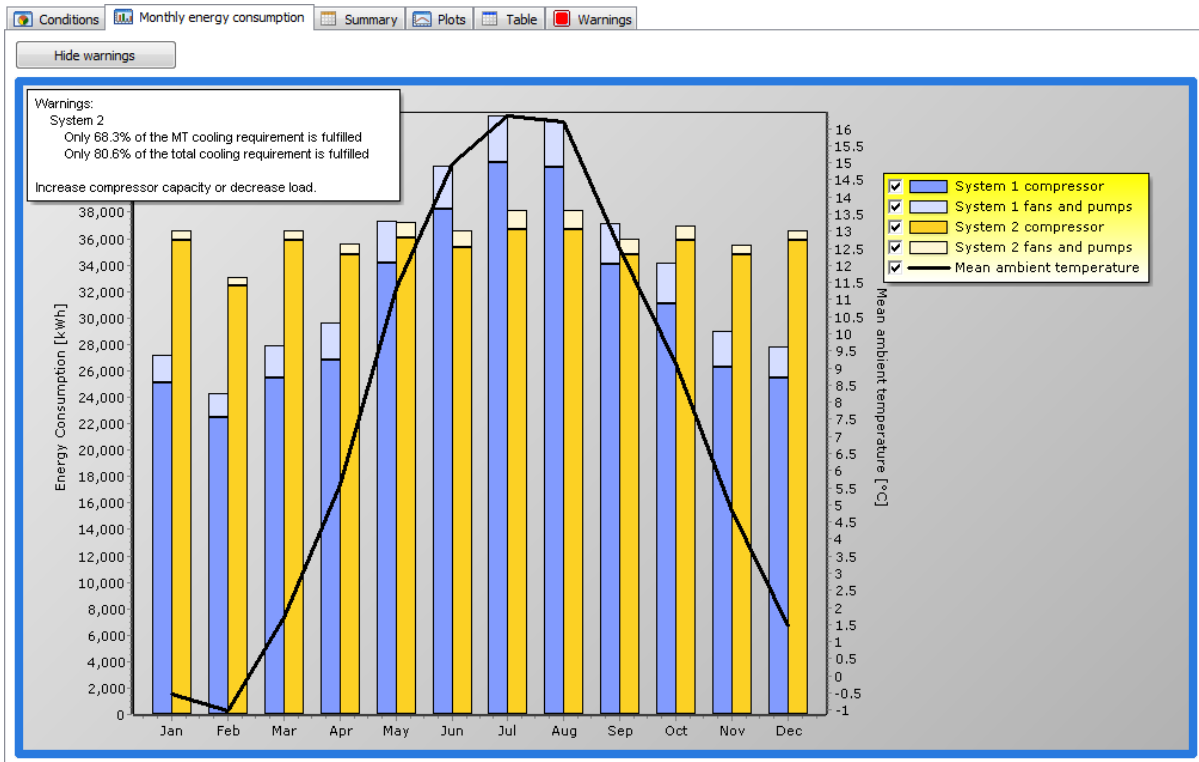 Conditions
Monthly energy consumption
Summary
Plots
Table
Warnings
Hide warnings
Warnings:
System 2
Only 68.3% of the MT cooling requirement is fulfilled
Only 80.6% of the total cooling requirement is fulfilled
Increase compressor capacity or decrease load.
System 1 compressor
System 1 fans and pumps
System 2 compressor
System 2 fans and pumps
Mean ambient temperature
Energy Consumption [kWh]
38,000
36,000
34,000
32,000
30,000
28,000
26,000
24,000
22,000
20,000
18,000
16,000
14,000
12,000
10,000
8,000
6,000
4,000
2,000
0
Mean ambient temperature [°C]
16
15.5
15
14.5
14
13.5
13
12.5
12
11.5
11
10.5
10
9.5
9
8.5
8
7.5
7
6.5
6
5.5
5
4.5
4
3.5
3
2.5
2
1.5
1
0.5
0
-0.5
-1
Jan
Feb
Mar
Apr
May
Jun
Jul
Aug
Sep
Oct
Nov
Dec